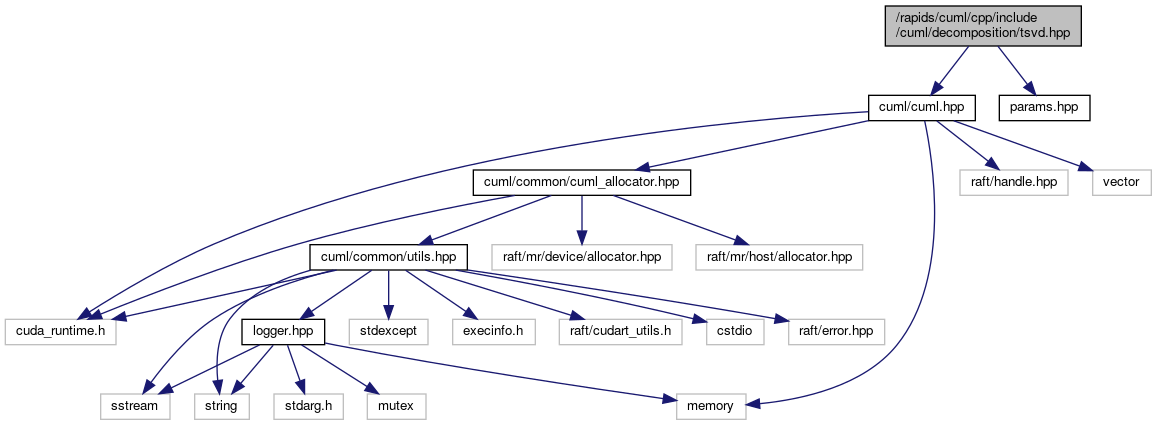 /rapids/cuml/cpp/include
/cuml/decomposition/tsvd.hpp
cuml/cuml.hpp
params.hpp
cuml/common/cuml_allocator.hpp
raft/handle.hpp
vector
cuml/common/utils.hpp
raft/mr/device/allocator.hpp
raft/mr/host/allocator.hpp
cuda_runtime.h
logger.hpp
stdexcept
execinfo.h
raft/cudart_utils.h
cstdio
raft/error.hpp
sstream
string
stdarg.h
mutex
memory